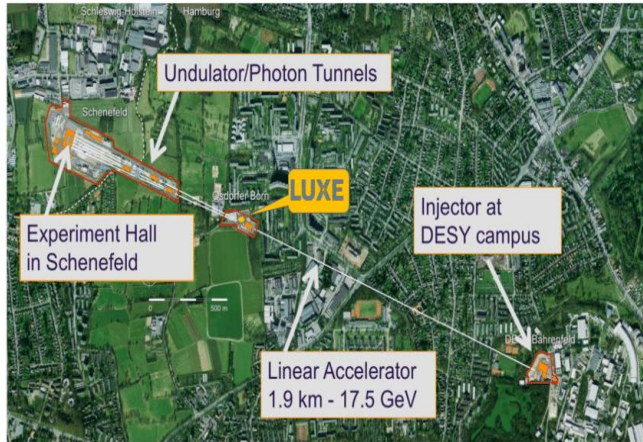 Schleswig-Holstein
Hamburg
Undulator/Photon Tunnels
Schenefeld
Osdorfer Born
LUXE
Injector at
DESY campus
Experiment Hall
in Schenefeld
0
500 m
Linear Accelerator
1.9 km - 17.5 GeV
Bahrenfeld